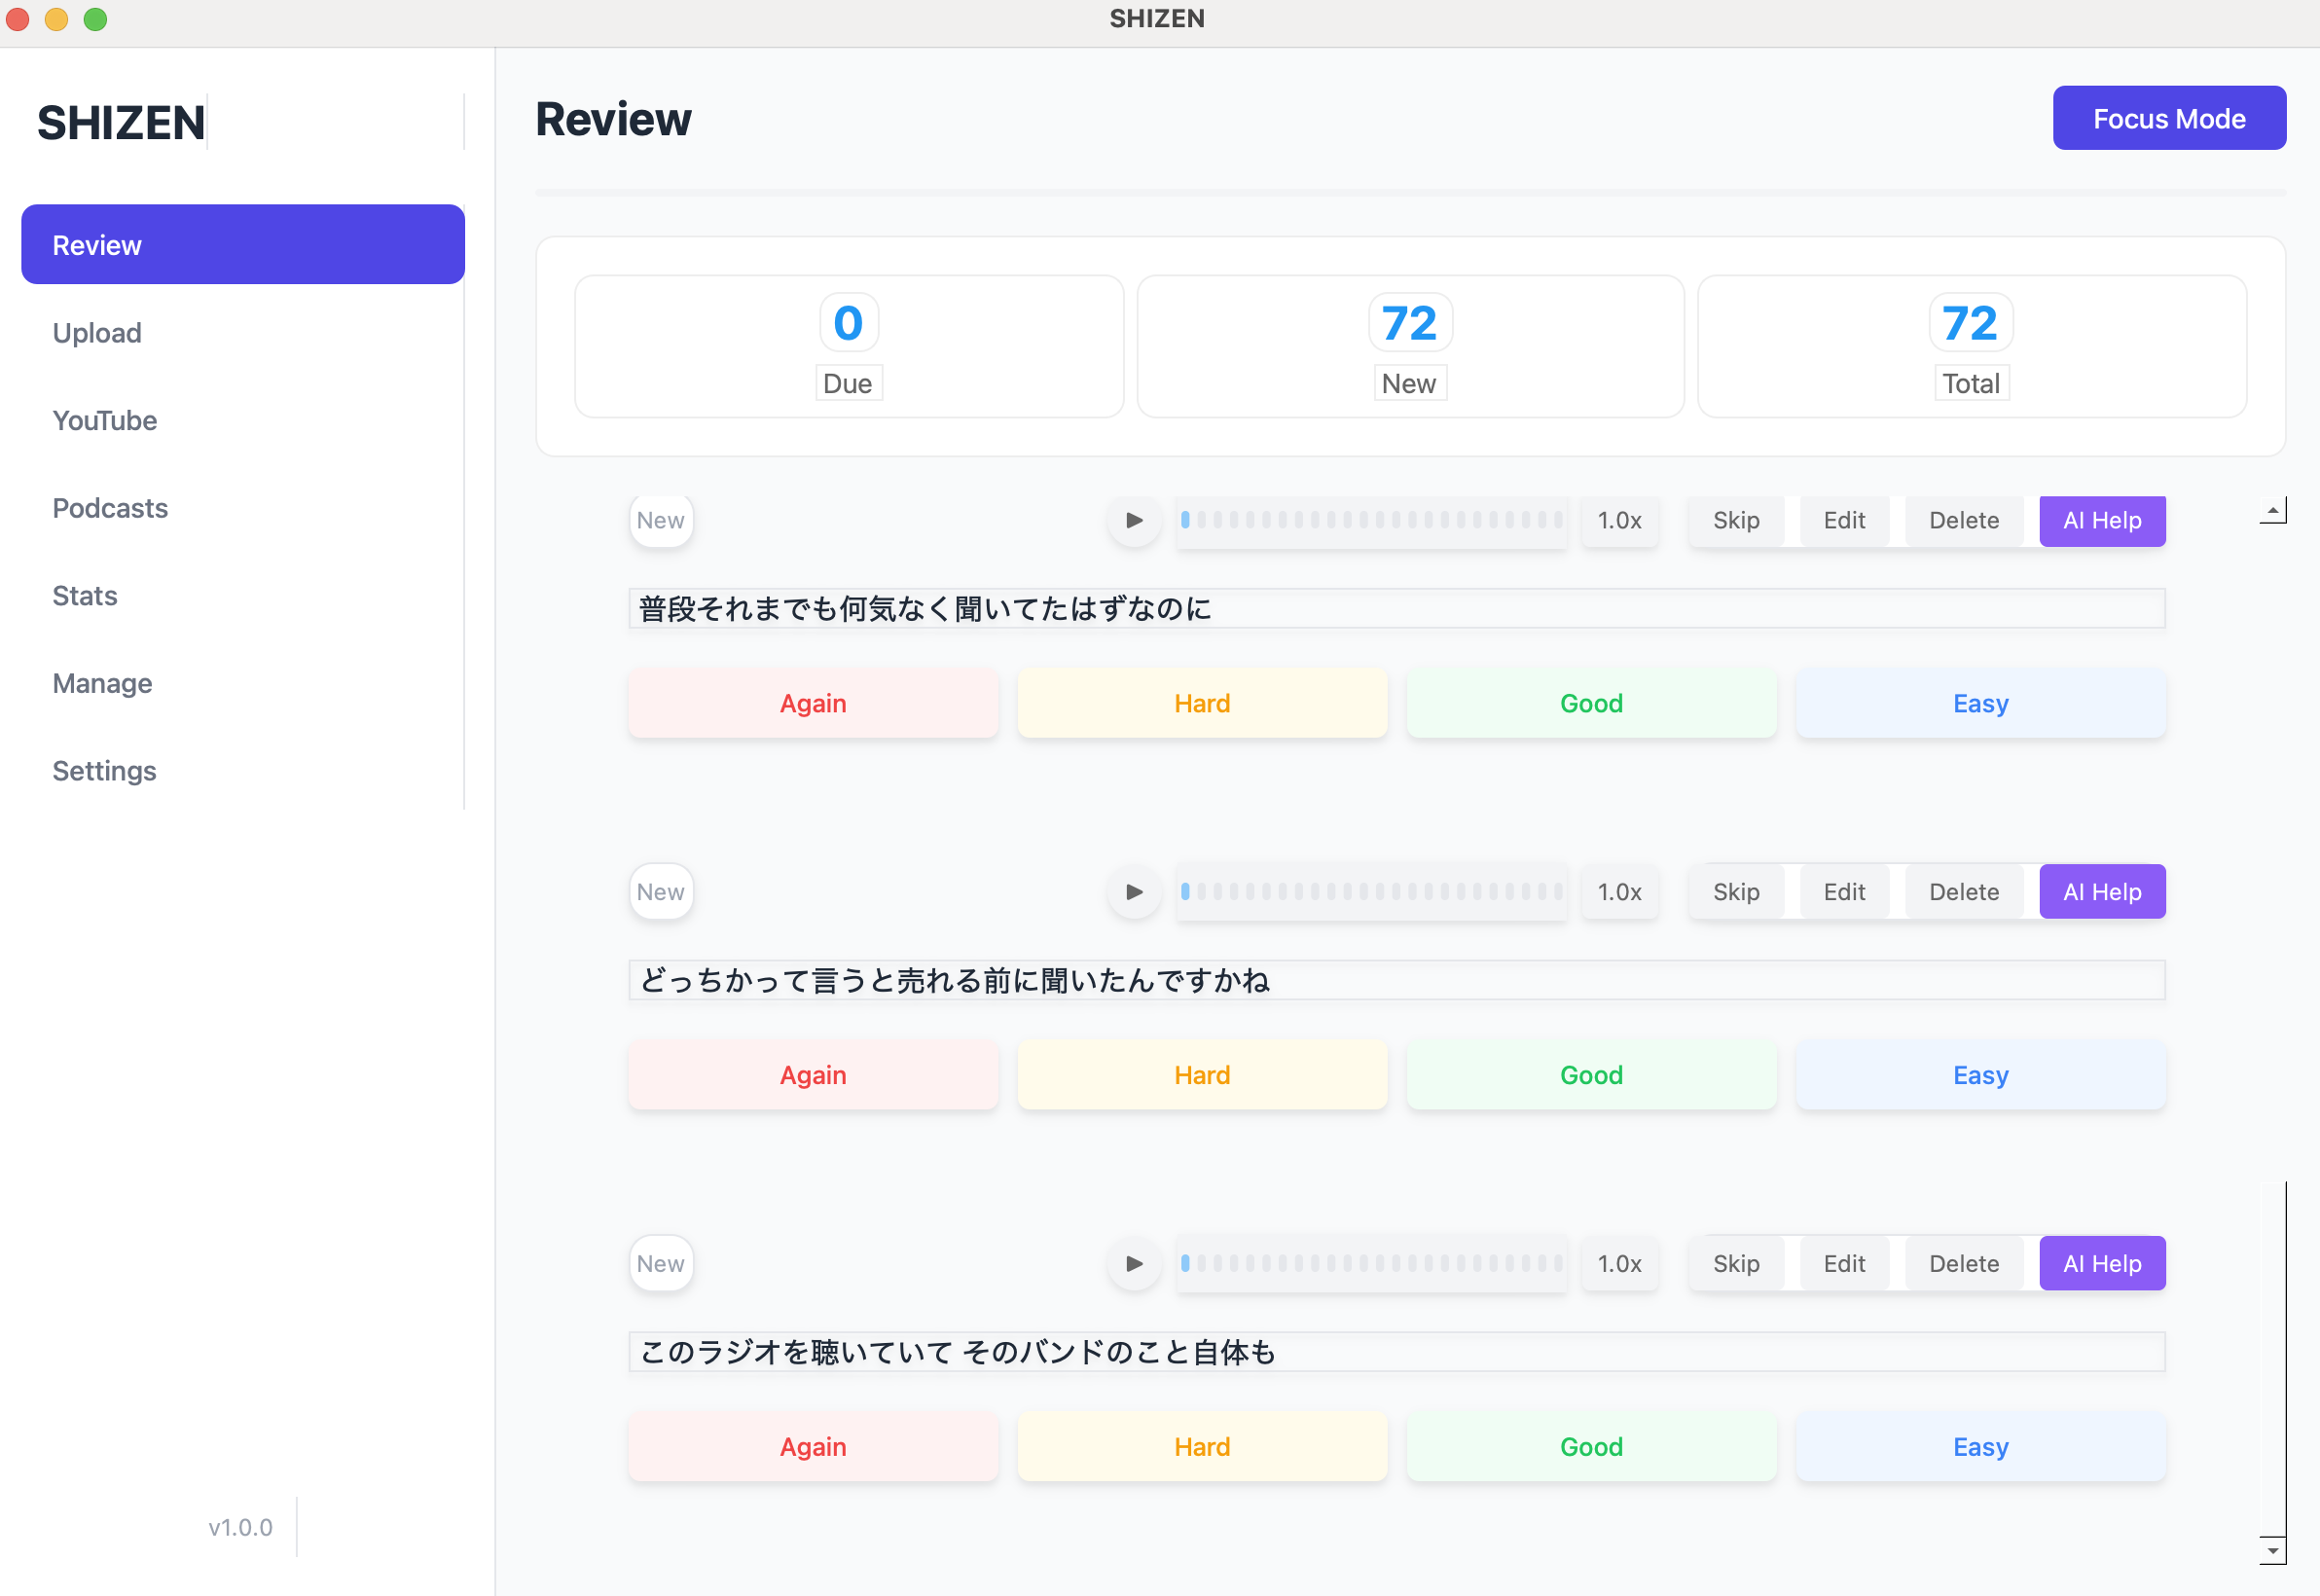 SHIZEN
SHIZEN
Review
Upload
YouTube
Podcasts
Stats
Manage
Settings
v1.0.0
Review
Focus Mode
0
Due
72
New
72
Total
New 1.0x Skip Edit Delete AI Help
普段それまでも何気なく聞いてたはずなのに
Again Hard Good Easy
New 1.0x Skip Edit Delete AI Help
どっちかって言うと売れる前に聞いたんですかね
Again Hard Good Easy
New 1.0x Skip Edit Delete AI Help
このラジオを聴いていて そのバンドのこと自体も
Again Hard Good Easy